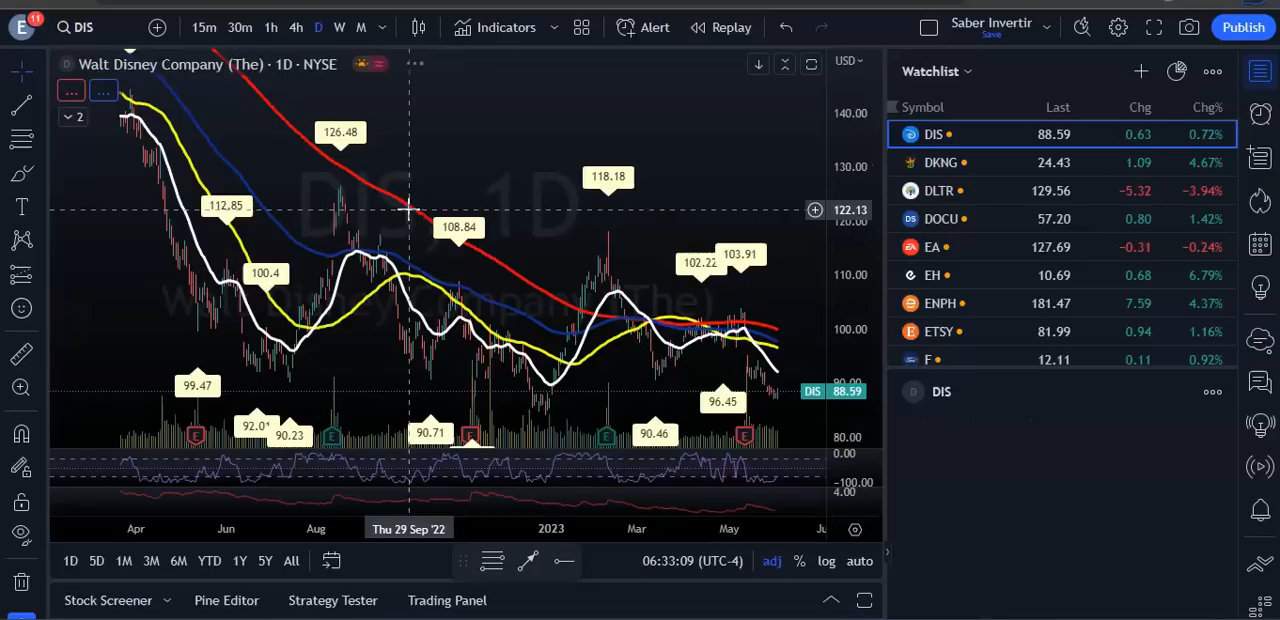 E 11 DIS 15m 30m 1h 4h D W M Indicators Alert Replay Saber Invertir Save Publish
D Walt Disney Company (The) · 1D · NYSE
USD
... ...
2
DIS, 1D
Walt Disney Company (The)
126.48
118.18
112.85
108.84
103.91
102.22
100.4
99.47
96.45
92.01
90.23
90.71
90.46
E E E E E
140.00
130.00
122.13
120.00
110.00
100.00
90.00
DIS 88.59
80.00
0.00
−100.00
4.00
Apr Jun Aug Thu 29 Sep '22 2023 Mar May Ju
1D 5D 1M 3M 6M YTD 1Y 5Y All 06:33:09 (UTC-4) adj % log auto
Stock Screener Pine Editor Strategy Tester Trading Panel
Watchlist
Symbol Last Chg Chg%
DIS 88.59 0.63 0.72%
DKNG 24.43 1.09 4.67%
DLTR 129.56 −5.32 −3.94%
DS DOCU 57.20 0.80 1.42%
EA EA 127.69 −0.31 −0.24%
EH 10.69 0.68 6.79%
ENPH 181.47 7.59 4.37%
E ETSY 81.99 0.94 1.16%
F 12.11 0.11 0.92%
D DIS